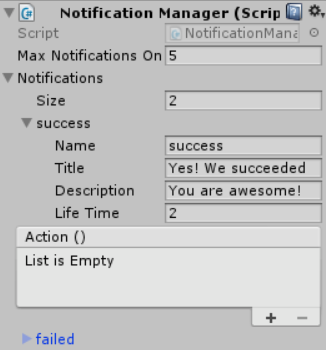 Notification Manager (Scrip
Script NotificationMana
Max Notifications On 5
Notifications
Size 2
success
Name success
Title Yes! We succeeded
Description You are awesome!
Life Time 2
Action ()
List is Empty
+ −
failed